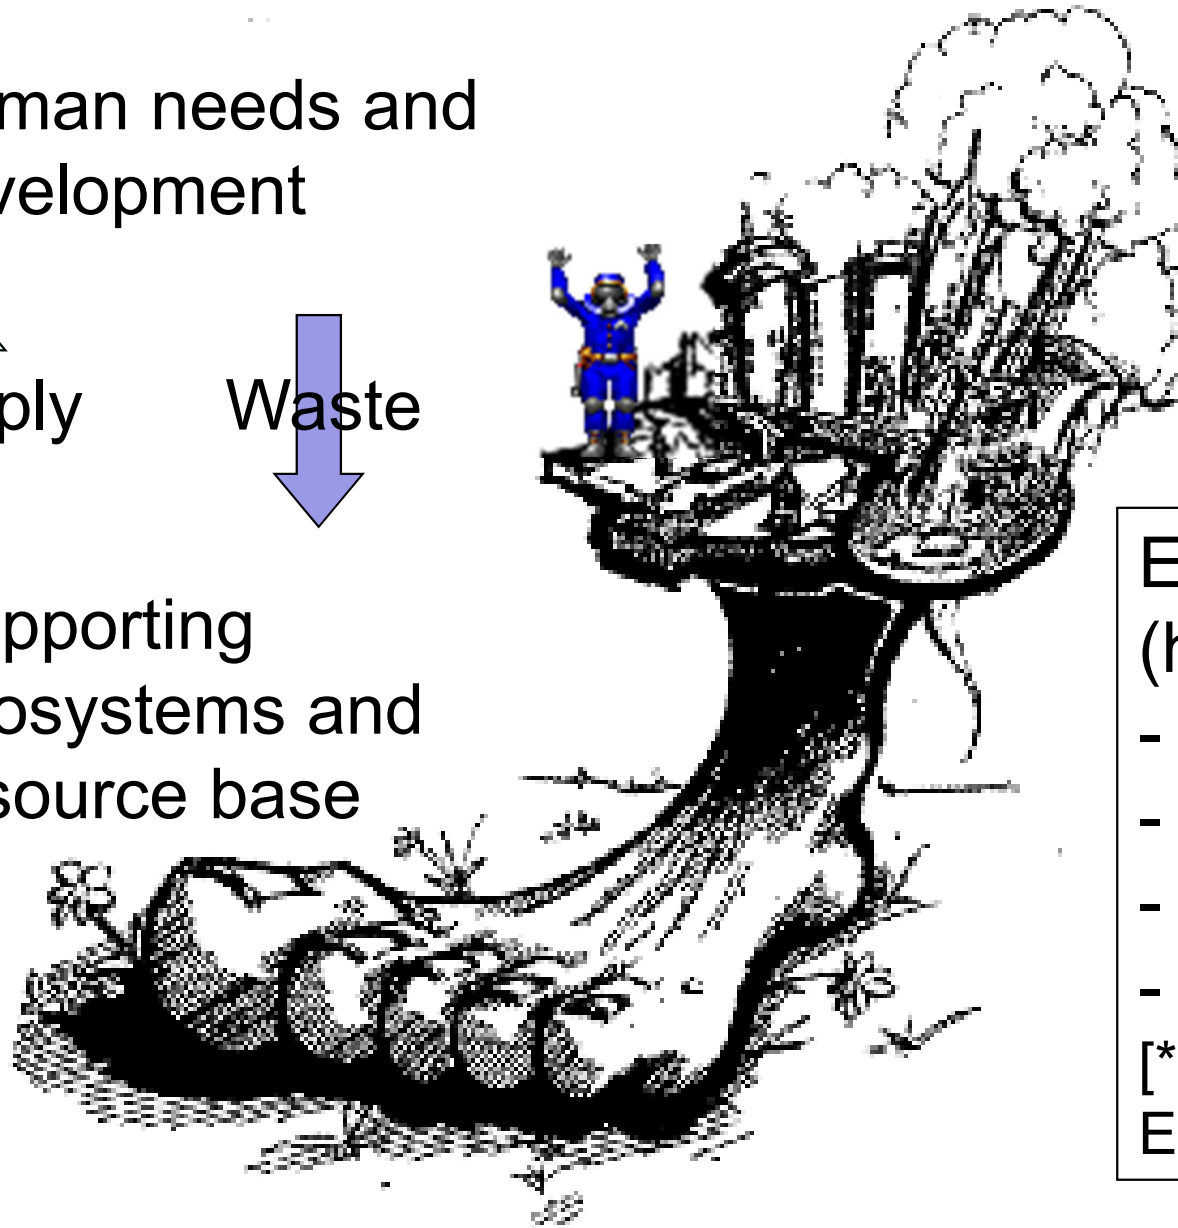 man needs and
velopment
ply
Waste
pporting
osystems and
source base
E
(h
-
-
-
-
[*
E